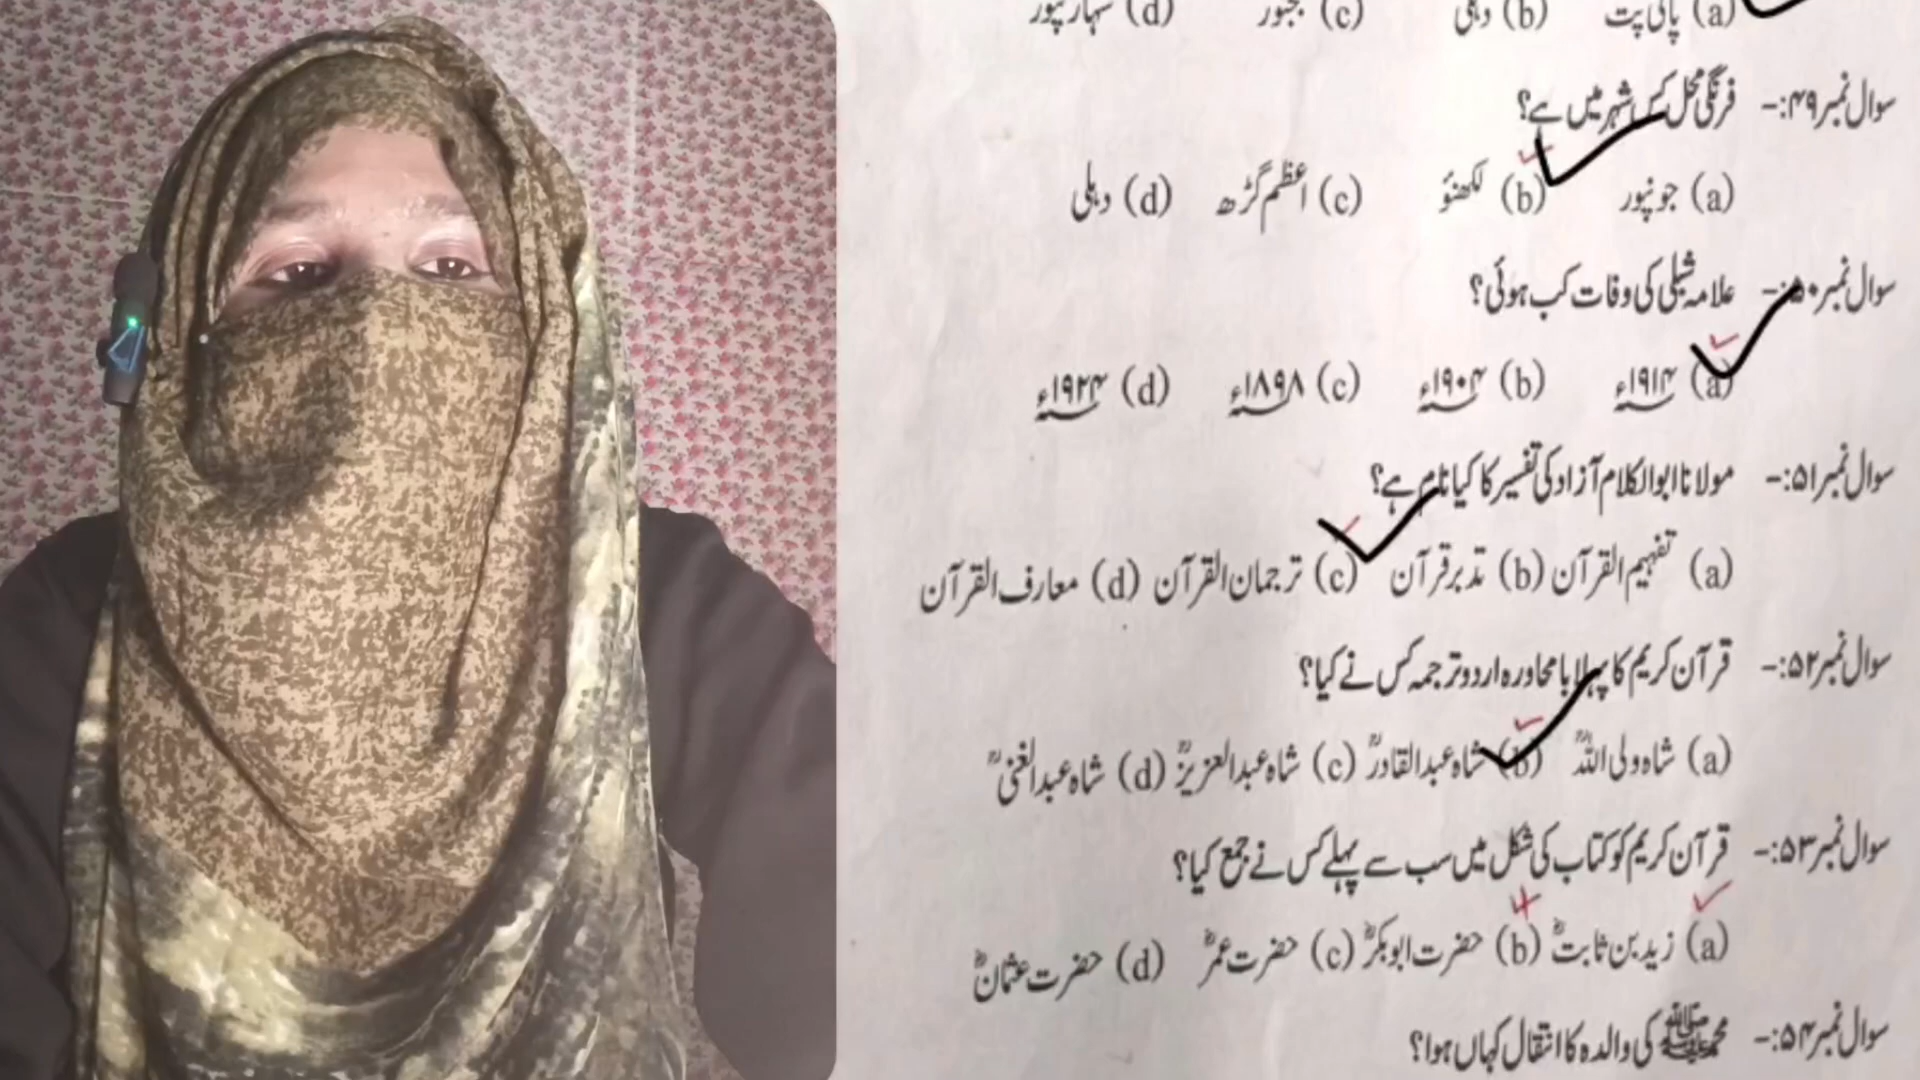 (a) پانی پت (b) دہلی (c) بجنور (d) سہارنپور
سوال نمبر ۴۹:- فرنگی محل کس شہر میں ہے؟
(a) جونپور (b) لکھنؤ (c) اعظم گڑھ (d) دہلی
سوال نمبر ۵۰:- علامہ شبلی کی وفات کب ہوئی؟
(a) ۱۹۱۴ء (b) ۱۹۰۴ء (c) ۱۸۹۸ء (d) ۱۹۲۴ء
سوال نمبر ۵۱:- مولانا ابوالکلام آزاد کی تفسیر کا کیا نام ہے؟
(a) تفہیم القرآن (b) تدبر قرآن (c) ترجمان القرآن (d) معارف القرآن
سوال نمبر ۵۲:- قرآن کریم کا پہلا با محاورہ اردو ترجمہ کس نے کیا؟
(a) شاہ ولی اللہؒ (b) شاہ عبدالقادرؒ (c) شاہ عبدالعزیزؒ (d) شاہ عبدالغنیؒ
سوال نمبر ۵۳:- قرآن کریم کو کتاب کی شکل میں سب سے پہلے کس نے جمع کیا؟
(a) زید بن ثابتؓ (b) حضرت ابوبکرؓ (c) حضرت عمرؓ (d) حضرت عثمانؓ
سوال نمبر ۵۴:- محمد ﷺ کی والدہ کا انتقال کہاں ہوا؟